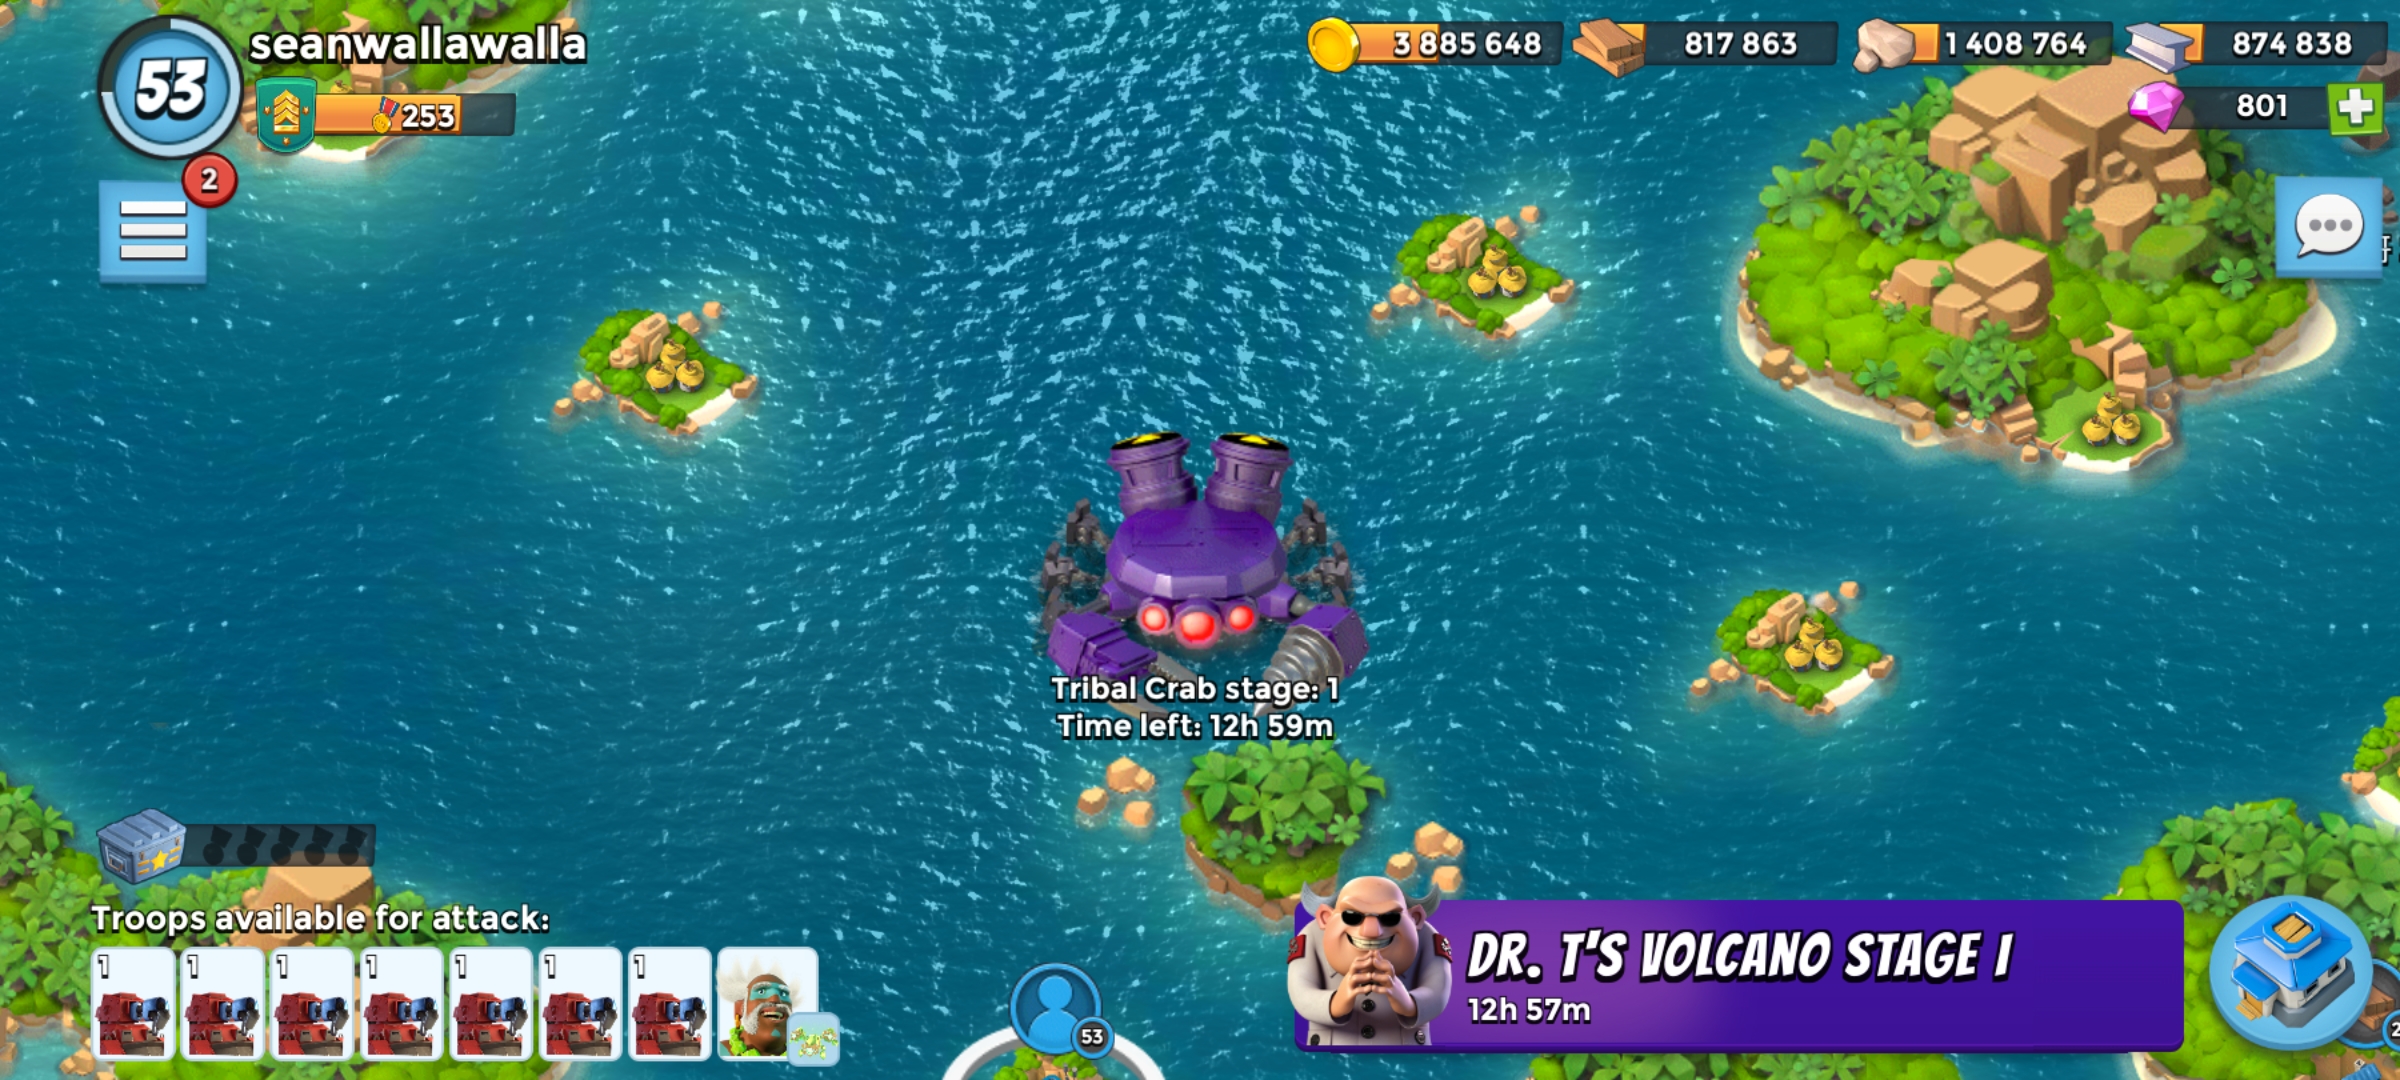 53
seanwallawalla
253
3 885 648
817 863
1 408 764
874 838
801
2
Tribal Crab stage: 1
Time left: 12h 59m
Troops available for attack:
1
1
1
1
1
1
1
53
DR. T'S VOLCANO STAGE I
12h 57m
2